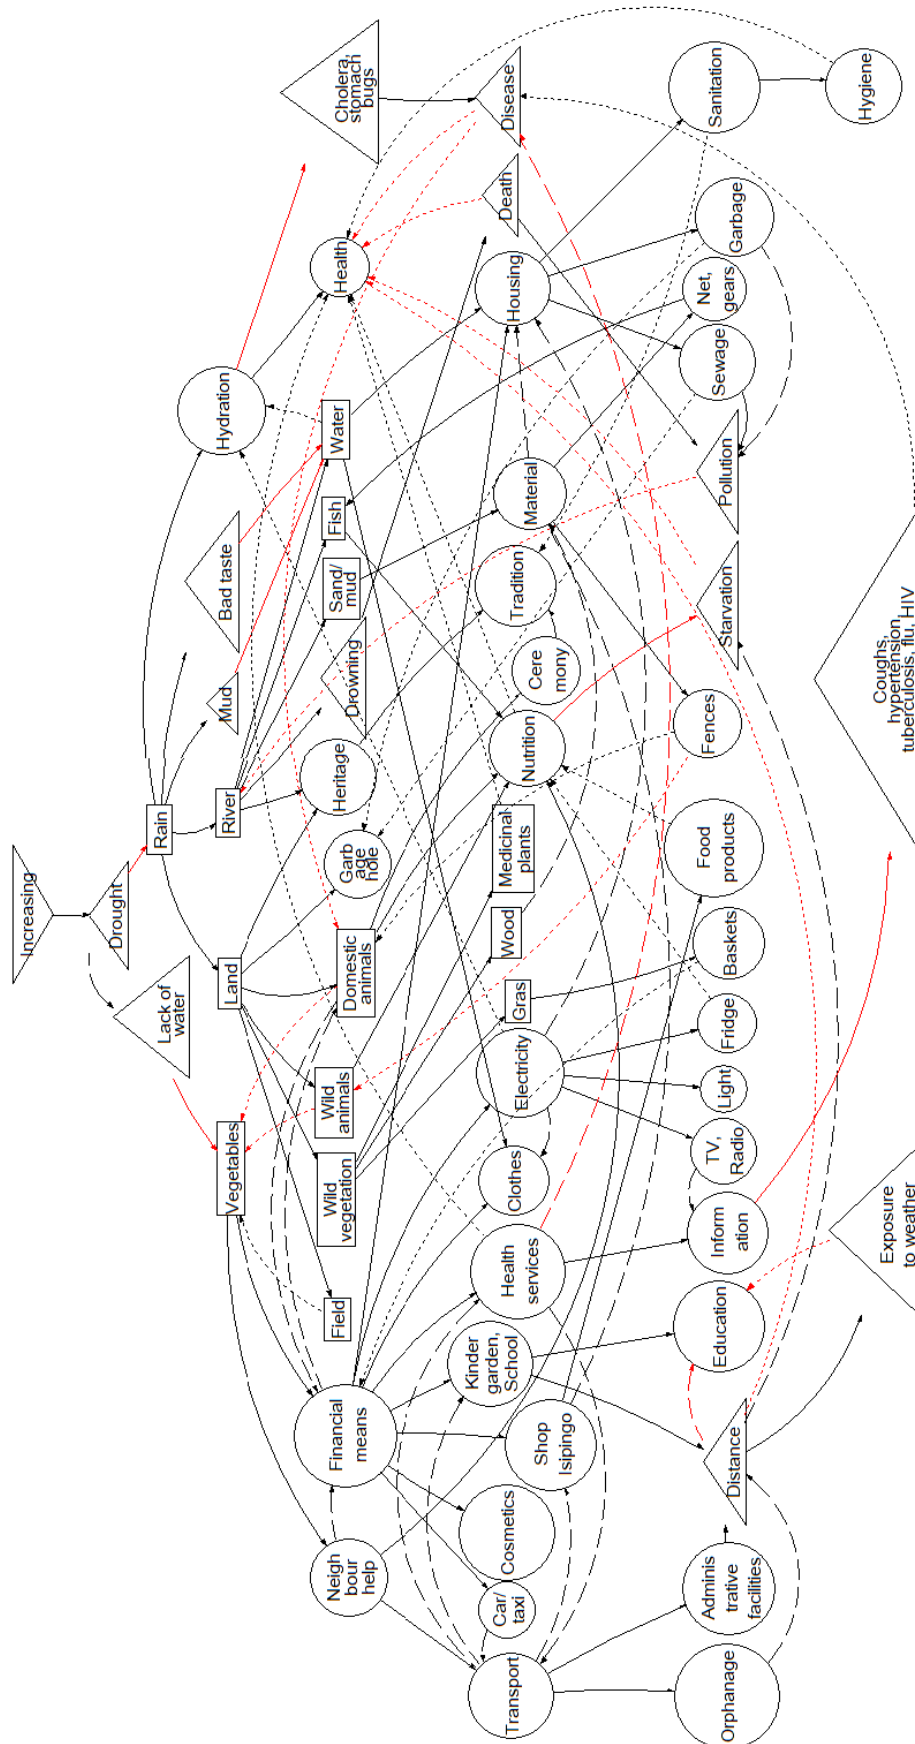 Increasing
Drought
Lack of
water
Rain
Mud
Bad taste
Hydration
Cholera,
stomach
bugs
Vegetables
Land
River
Neigh
bour
help
Financial
means
Field
Wild
vegetation
Wild
animals
Domestic
animals
Garb
age
hole
Heritage
Drowning
Sand/
mud
Fish
Water
Health
Transport
Car/
taxi
Cosmetics
Shop
Isipingo
Kinder
garden,
School
Health
services
Clothes
Electricity
Gras
Wood
Medicinal
plants
Nutrition
Cere
mony
Tradition
Material
Housing
Death
Disease
Orphanage
Adminis
trative
facilities
Distance
Education
Inform
ation
TV,
Radio
Light
Fridge
Baskets
Food
products
Fences
Starvation
Pollution
Sewage
Net,
gears
Garbage
Sanitation
Exposure
to weather
Coughs,
hypertension,
tuberculosis, flu, HIV
Hygiene